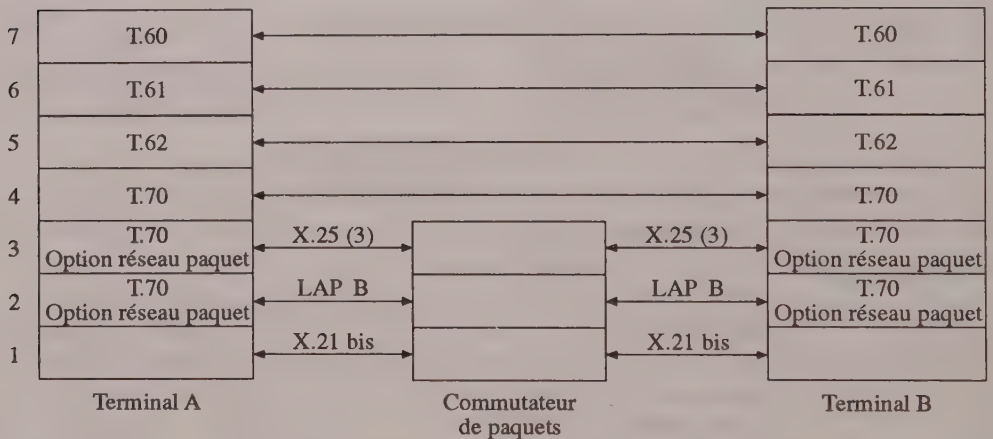 7 T.60 T.60
6 T.61 T.61
5 T.62 T.62
4 T.70 T.70
3 T.70 Option réseau paquet X.25 (3) X.25 (3) T.70 Option réseau paquet
2 T.70 Option réseau paquet LAP B LAP B T.70 Option réseau paquet
1 X.21 bis X.21 bis
Terminal A Commutateur Terminal B
de paquets